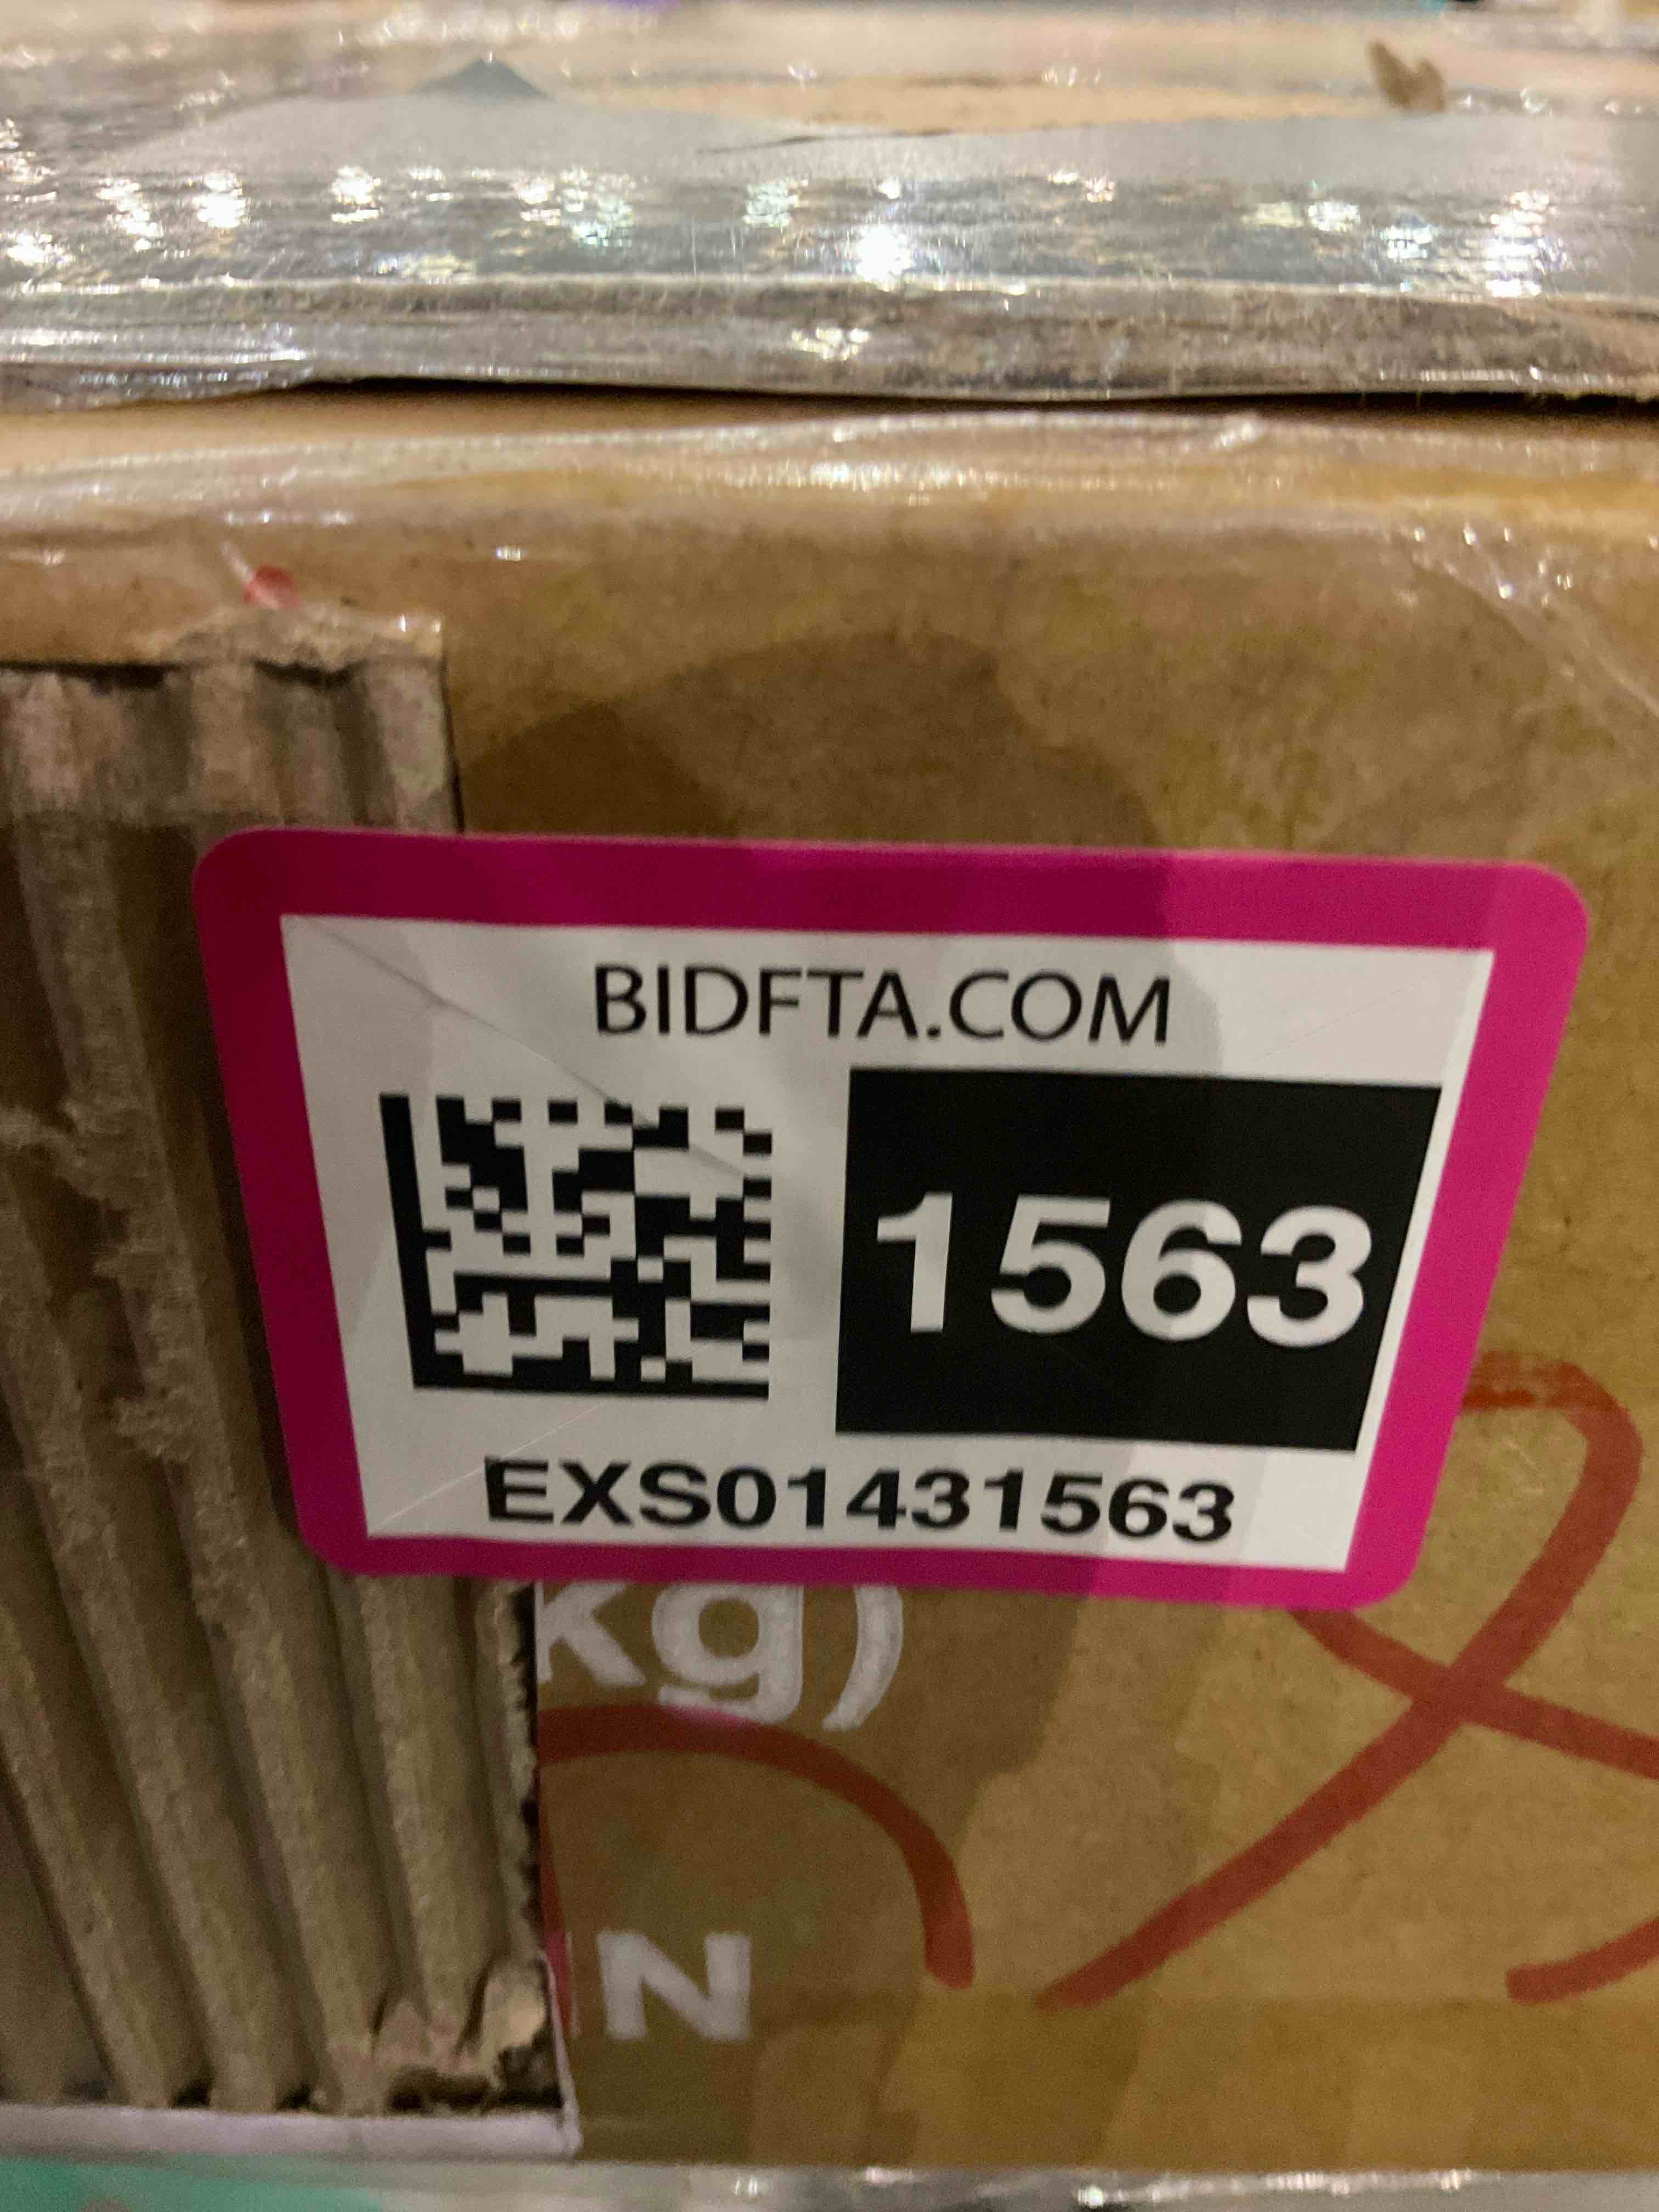 BIDFTA.COM
1563
EXS01431563
kg)
N